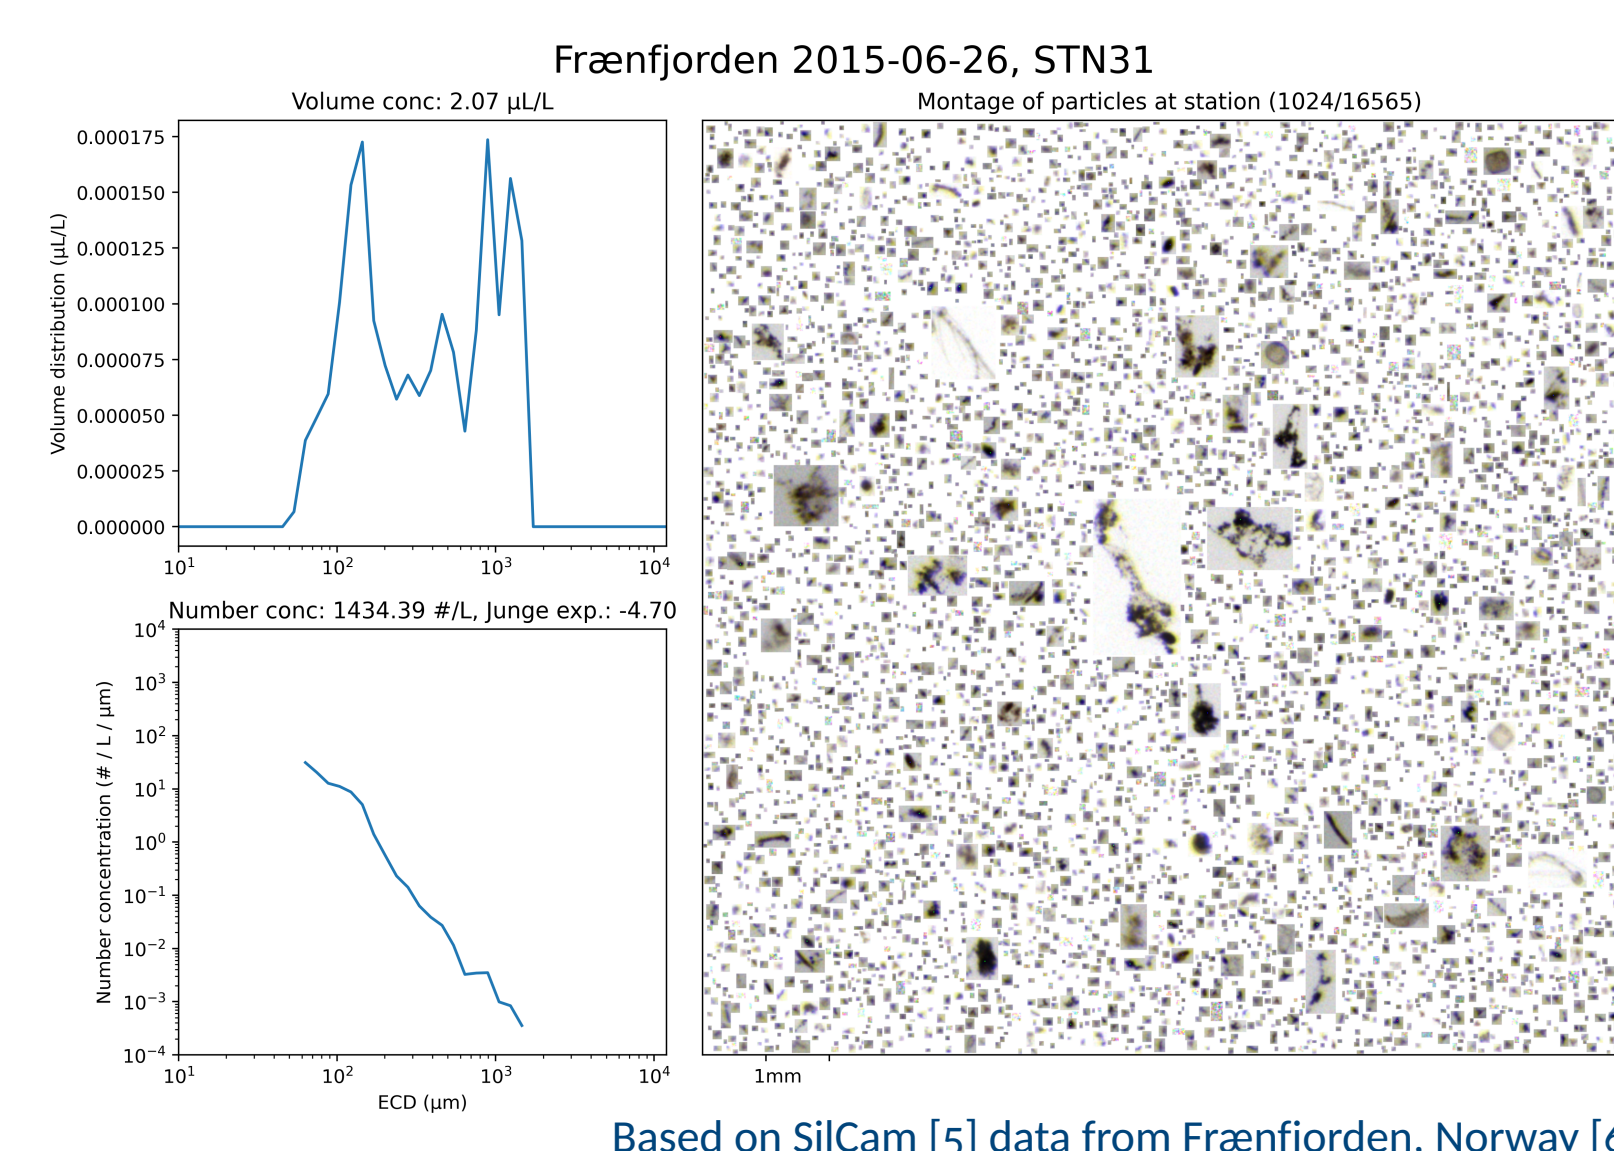 Frænfjorden 2015-06-26, STN31
Volume conc: 2.07 µL/L
Volume distribution (µL/L)
0.000175
0.000150
0.000125
0.000100
0.000075
0.000050
0.000025
0.000000
10¹ 10² 10³ 10⁴
Number conc: 1434.39 #/L, Junge exp.: -4.70
Number concentration (# / L / µm)
10⁴
10³
10²
10¹
10⁰
10⁻¹
10⁻²
10⁻³
10⁻⁴
10¹ 10² 10³ 10⁴
ECD (µm)
Montage of particles at station (1024/16565)
1mm
Based on SilCam [5] data from Frænfjorden, Norway [6